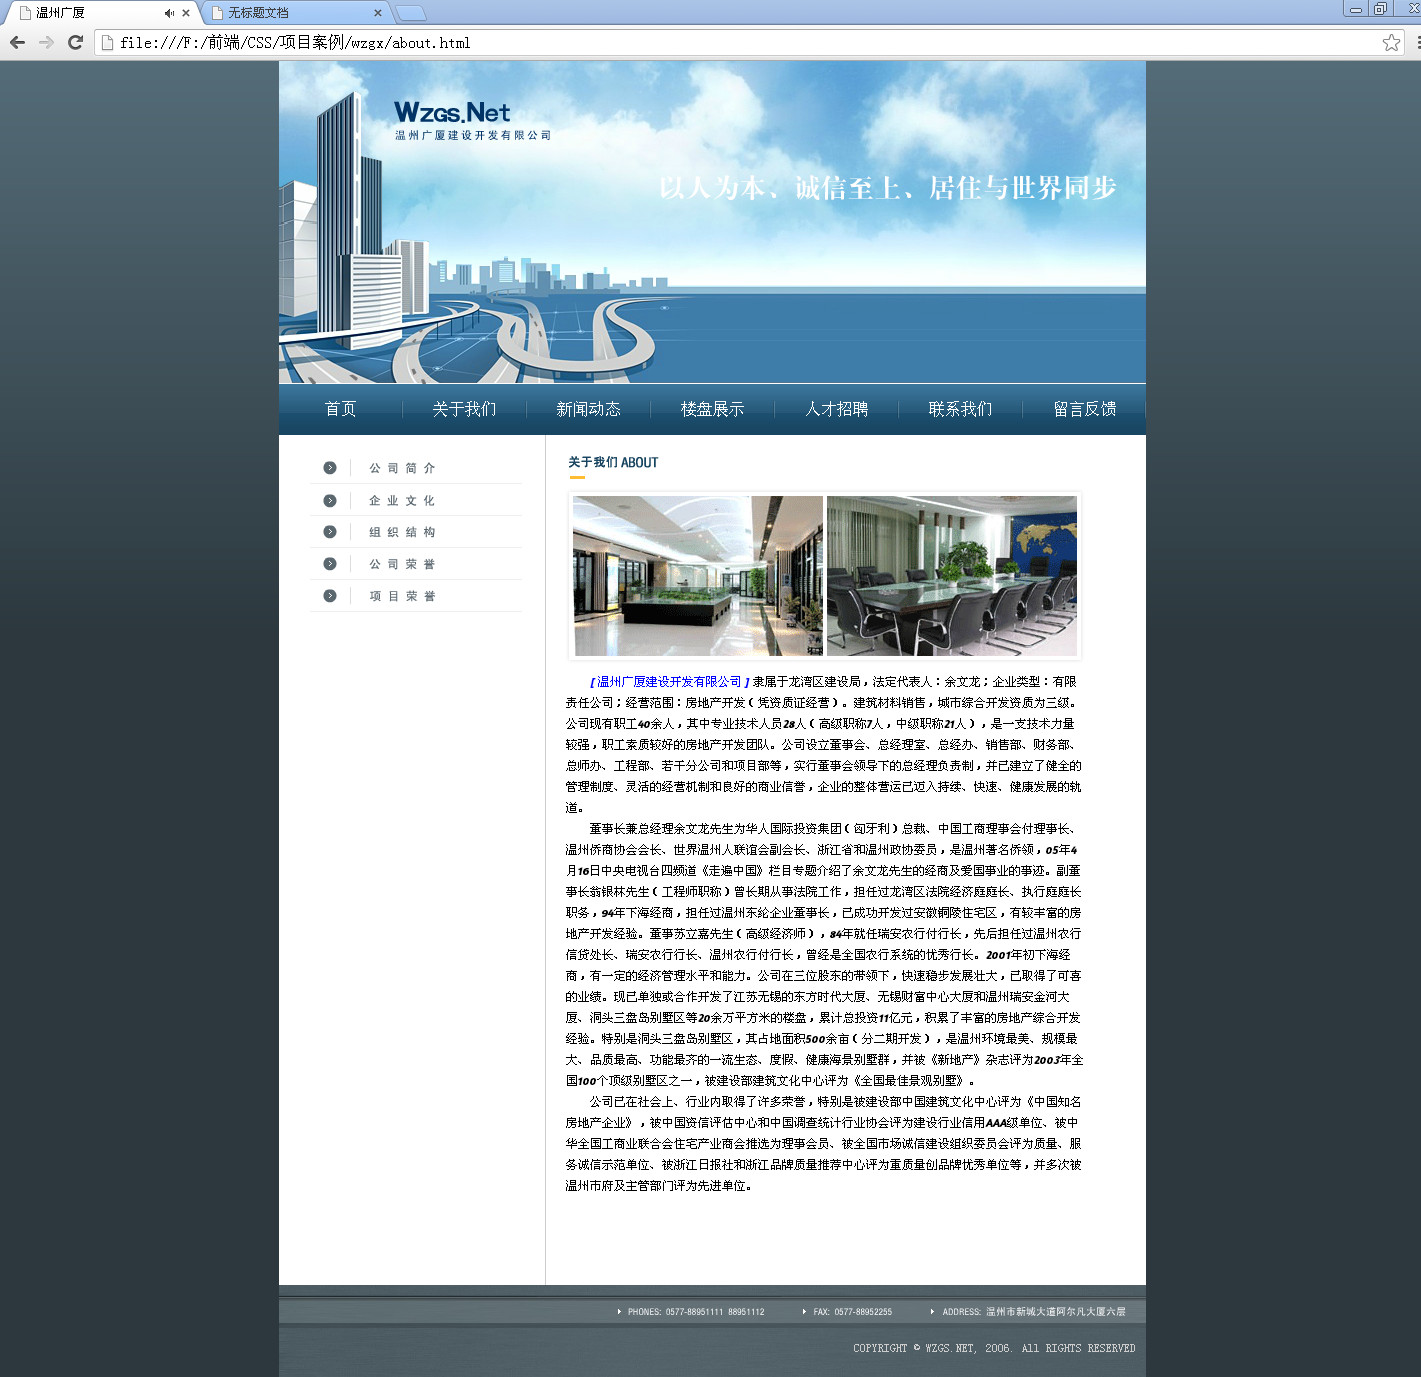 温州广厦
无标题文档
file:///F:/前端/CSS/项目案例/wzgx/about.html
WZGS.Net
温州广厦建设开发有限公司
以人为本、诚信至上、居住与世界同步
首页 关于我们 新闻动态 楼盘展示 人才招聘 联系我们 留言反馈
公司简介
企业文化
组织结构
公司荣誉
项目荣誉
关于我们 ABOUT
[ 温州广厦建设开发有限公司 ] 隶属于龙湾区建设局，法定代表人：余文龙；企业类型：有限
责任公司；经营范围：房地产开发（凭资质证经营）。建筑材料销售，城市综合开发资质为三级。
公司现有职工40余人，其中专业技术人员28人（高级职称7人，中级职称21人），是一支技术力量
较强，职工素质较好的房地产开发团队。公司设立董事会、总经理室、总经办、销售部、财务部、
总师办、工程部、若干分公司和项目部等，实行董事会领导下的总经理负责制，并已建立了健全的
管理制度、灵活的经营机制和良好的商业信誉，企业的整体营运已迈入持续、快速、健康发展的轨
道。
董事长兼总经理余文龙先生为华人国际投资集团（匈牙利）总裁、中国工商理事会付理事长、
温州侨商协会会长、世界温州人联谊会副会长、浙江省和温州政协委员，是温州著名侨领，05年4
月16日中央电视台四频道《走遍中国》栏目专题介绍了余文龙先生的经商及爱国事业的事迹。副董
事长翁银林先生（工程师职称）曾长期从事法院工作，担任过龙湾区法院经济庭庭长、执行庭庭长
职务，94年下海经商，担任过温州东纶企业董事长，已成功开发过安徽铜陵住宅区，有较丰富的房
地产开发经验。董事苏立嘉先生（高级经济师），84年就任瑞安农行付行长，先后担任过温州农行
信贷处长、瑞安农行行长、温州农行付行长，曾经是全国农行系统的优秀行长。2001年初下海经
商，有一定的经济管理水平和能力。公司在三位股东的带领下，快速稳步发展壮大，已取得了可喜
的业绩。现已单独或合作开发了江苏无锡的东方时代大厦、无锡财富中心大厦和温州瑞安金河大
厦、洞头三盘岛别墅区等20余万平方米的楼盘，累计总投资11亿元，积累了丰富的房地产综合开发
经验。特别是洞头三盘岛别墅区，其占地面积500余亩（分二期开发），是温州环境最美、规模最
大、品质最高、功能最齐的一流生态、度假、健康海景别墅群，并被《新地产》杂志评为2003年全
国100个顶级别墅区之一，被建设部建筑文化中心评为《全国最佳景观别墅》。
公司已在社会上、行业内取得了许多荣誉，特别是被建设部中国建筑文化中心评为《中国知名
房地产企业》，被中国资信评估中心和中国调查统计行业协会评为建设行业信用AAA级单位、被中
华全国工商业联合会住宅产业商会推选为理事会员、被全国市场诚信建设组织委员会评为质量、服
务诚信示范单位、被浙江日报社和浙江品牌质量推荐中心评为重质量创品牌优秀单位等，并多次被
温州市府及主管部门评为先进单位。
PHONES: 0577-88951111 88951112 FAX: 0577-88952255 ADDRESS: 温州市新城大道阿尔凡大厦六层
COPYRIGHT © WZGS.NET, 2006. All RIGHTS RESERVED